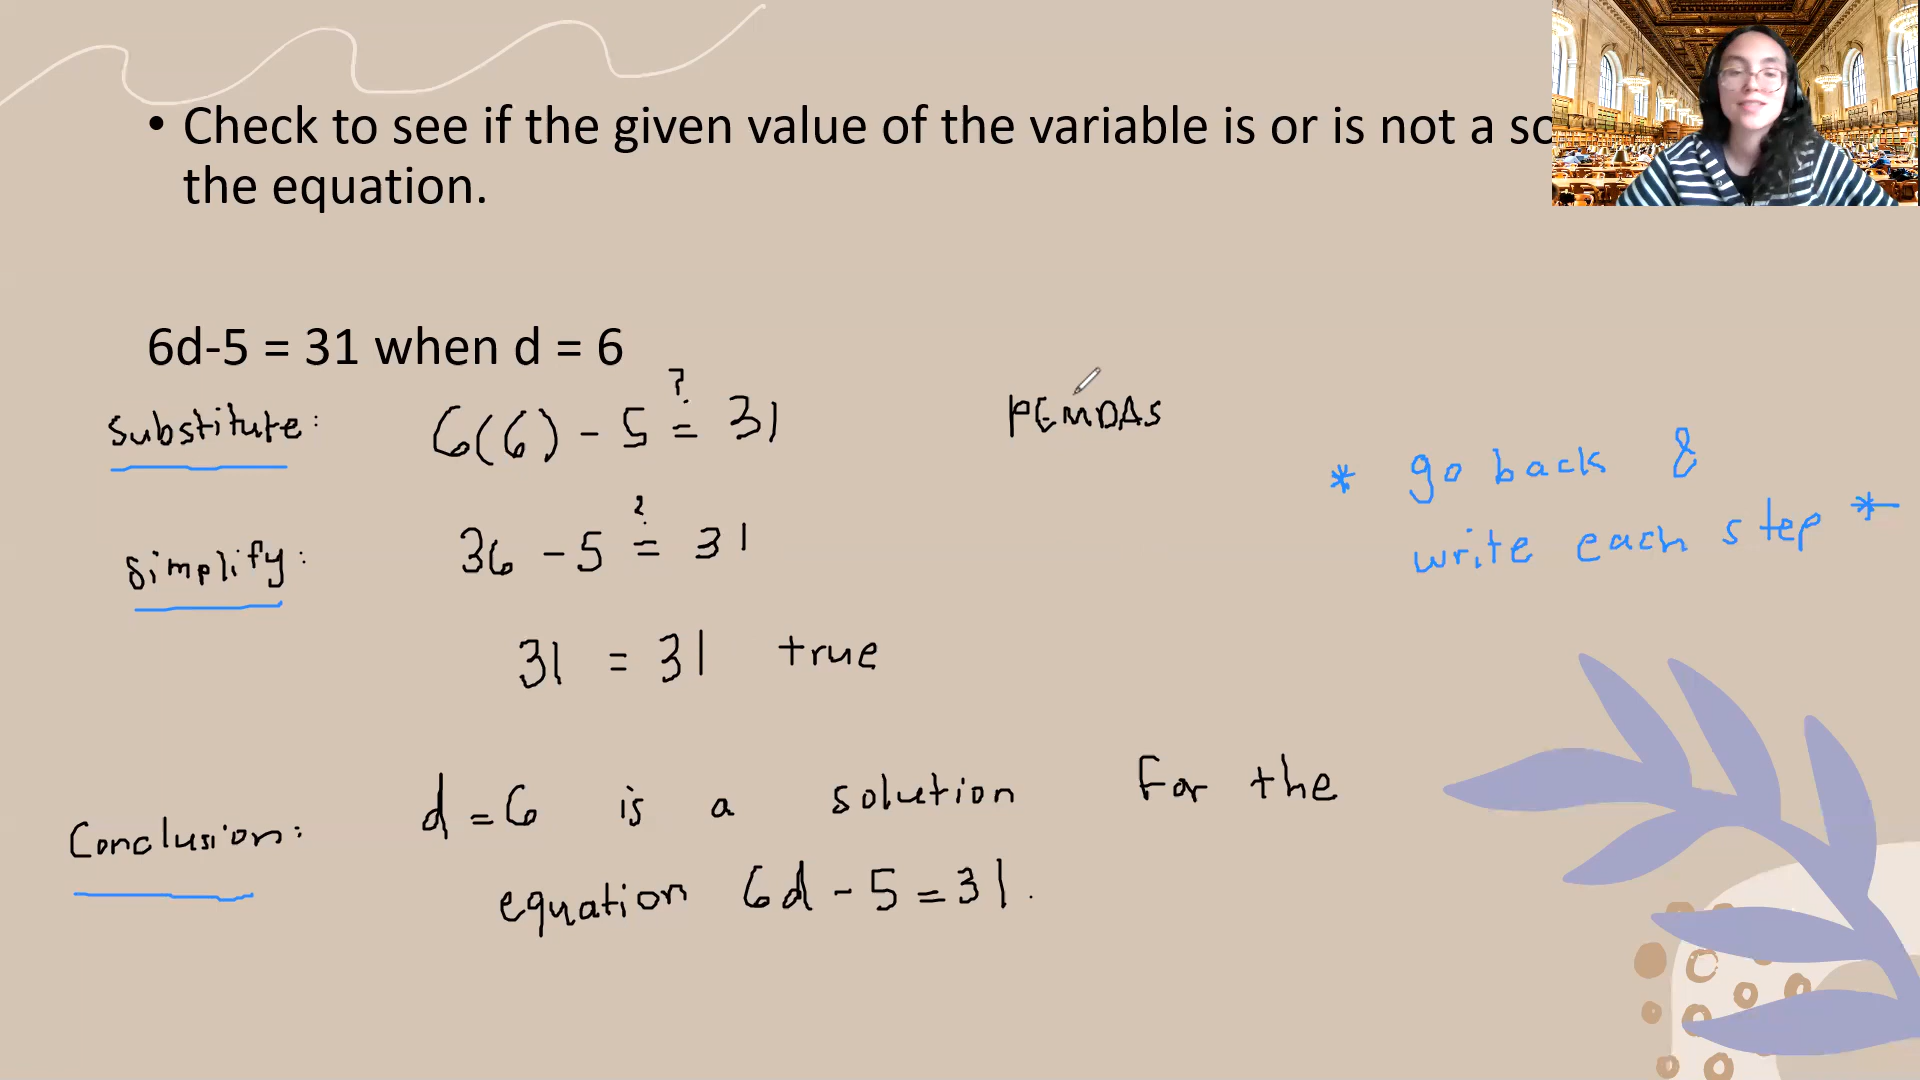 • Check to see if the given value of the variable is or is not a
the equation.
6d-5 = 31 when d = 6
Substitute: 6(6) - 5 ≟ 31
PEMDAS
* go back &
write each step *
Simplify: 36 - 5 ≟ 31
31 = 31 true
Conclusion: d = 6 is a solution For the
equation 6d - 5 = 31.